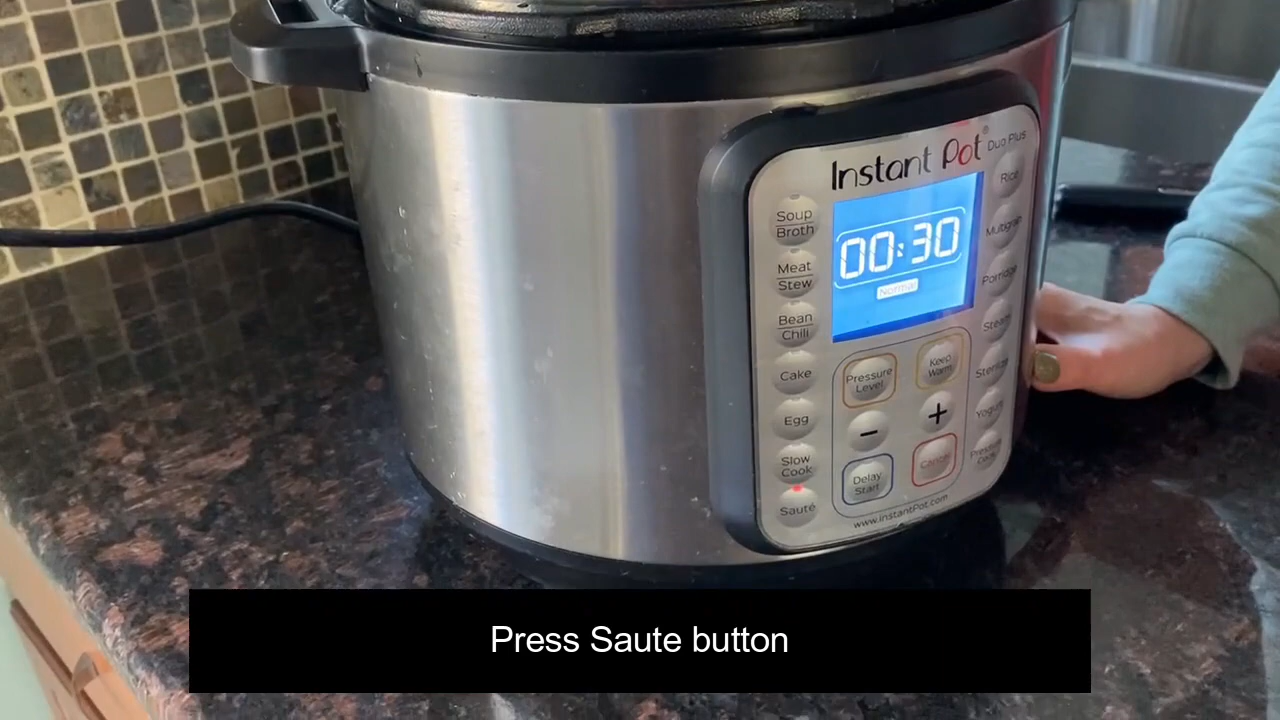 Instant Pot® Duo Plus
Soup
Broth
Meat
Stew
Bean
Chili
Cake
Egg
Slow
Cook
Sauté
00:30
Normal
Pressure
Level
Keep
Warm
-
+
Delay
Start
Cancel
Rice
Multigrain
Porridge
Steam
Sterilize
Yogurt
Pressure
Cook
www.InstantPot.com
Press Saute button